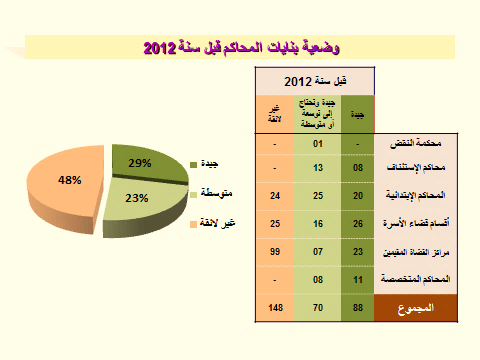 وضعية بنايات المحاكم قبل سنة 2012
قبل سنة 2012
جيدة
جيدة وتحتاج
إلى توسعة
أو متوسطة
غير
لائقة
محكمة النقض - 01 -
محاكم الإستئناف 08 13 -
المحاكم الإبتدائية 20 25 24
أقسام قضاء الأسرة 26 16 25
مراكز القضاة المقيمين 23 07 99
المحاكم المتخصصة 11 08 -
المجموع 88 70 148
29%
23%
48%
جيدة
متوسطة
غير لائقة